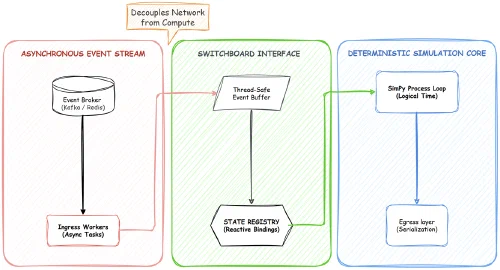 Decouples Network
from Compute
ASYNCHRONOUS EVENT STREAM
Event Broker
(Kafka / Redis)
Ingress Workers
(Async Tasks)
SWITCHBOARD INTERFACE
Thread-Safe
Event Buffer
STATE REGISTRY
(Reactive Bindings)
DETERMINISTIC SIMULATION CORE
SimPy Process Loop
(Logical Time)
Egress layer
(Serialization)